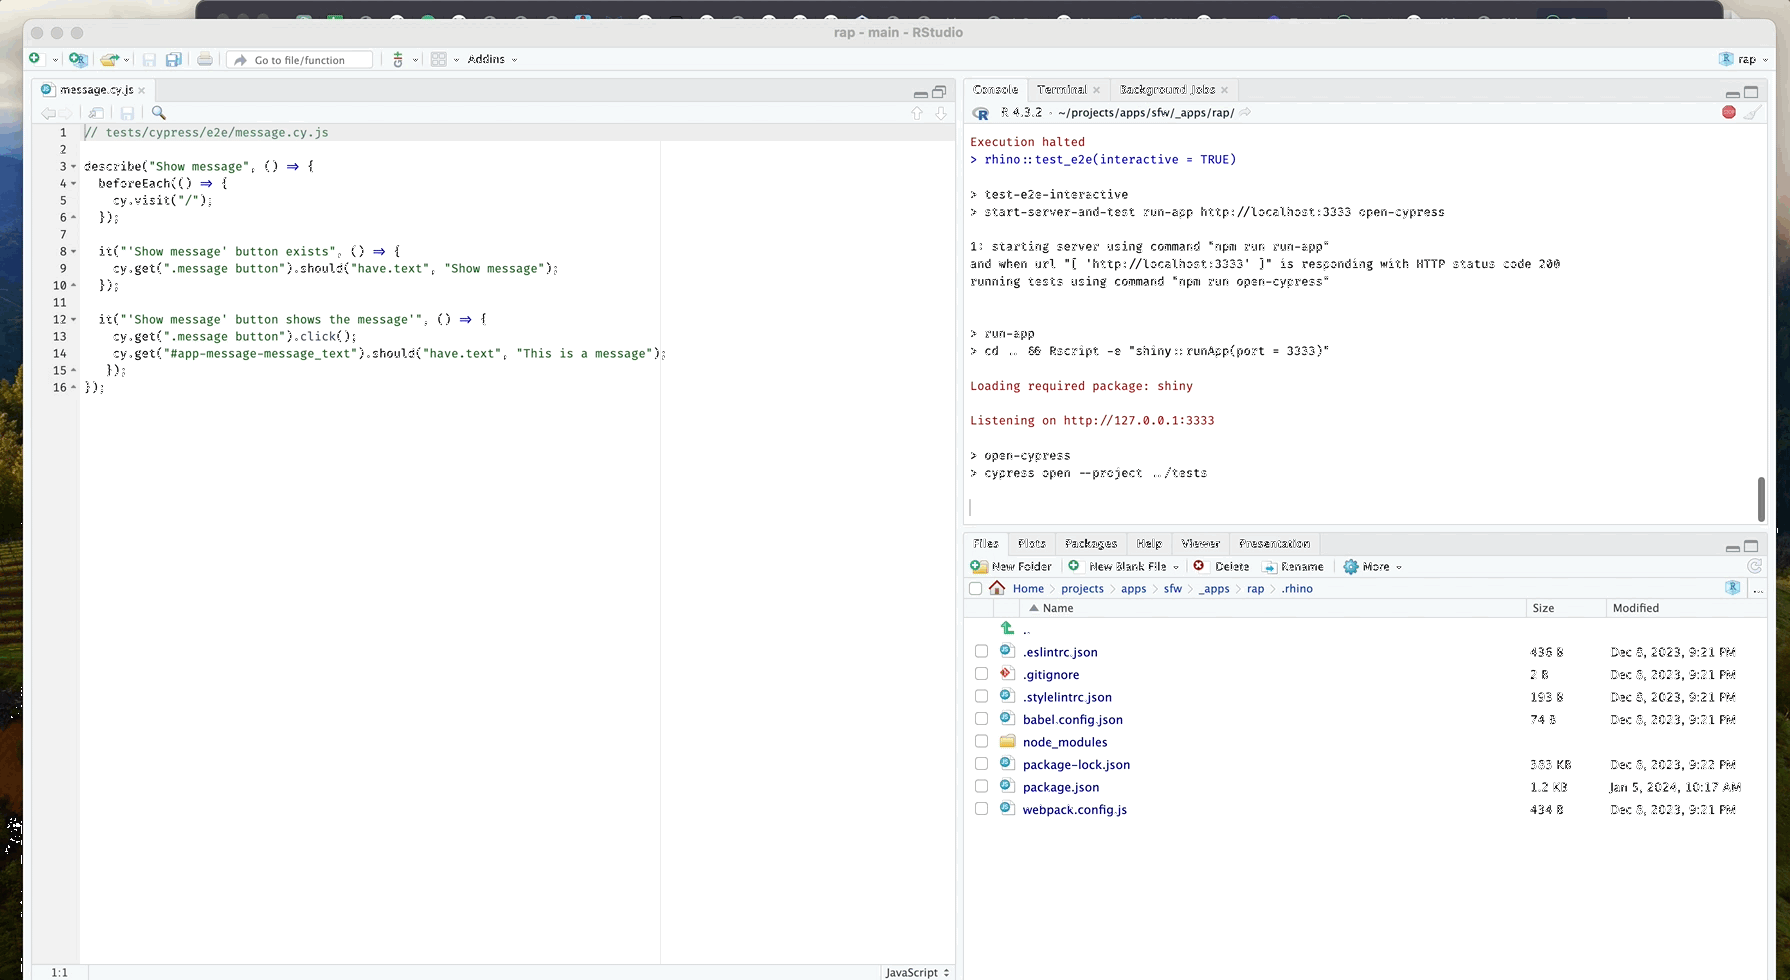 rap - main - RStudio
Go to file/function
Addins
rap
message.cy.js
1 // tests/cypress/e2e/message.cy.js
2
3 describe("Show message", () => {
4 beforeEach(() => {
5 cy.visit("/");
6 });
7
8 it("'Show message' button exists", () => {
9 cy.get(".message button").should("have.text", "Show message");
10 });
11
12 it("'Show message' button shows the message'", () => {
13 cy.get(".message button").click();
14 cy.get("#app-message-message_text").should("have.text", "This is a message");
15 });
16 });
1:1
JavaScript
Console Terminal Background Jobs
R 4.3.2 · ~/projects/apps/sfw/_apps/rap/
Execution halted
> rhino::test_e2e(interactive = TRUE)
> test-e2e-interactive
> start-server-and-test run-app http://localhost:3333 open-cypress
1: starting server using command "npm run run-app"
and when url "[ 'http://localhost:3333' ]" is responding with HTTP status code 200
running tests using command "npm run open-cypress"
> run-app
> cd .. && Rscript -e "shiny::runApp(port = 3333)"
Loading required package: shiny
Listening on http://127.0.0.1:3333
> open-cypress
> cypress open --project ../tests
Files Plots Packages Help Viewer Presentation
New Folder New Blank File Delete Rename More
Home projects apps sfw _apps rap .rhino
...
Name Size Modified
..
.eslintrc.json 436 B Dec 8, 2023, 9:21 PM
.gitignore 2 B Dec 8, 2023, 9:21 PM
.stylelintrc.json 193 B Dec 8, 2023, 9:21 PM
babel.config.json 74 B Dec 8, 2023, 9:21 PM
node_modules
package-lock.json KB Dec 8, 2023, 9:22 PM
package.json 1.2 KB Jan 5, 2024, 10:17 AM
webpack.config.js 434 B Dec 8, 2023, 9:21 PM